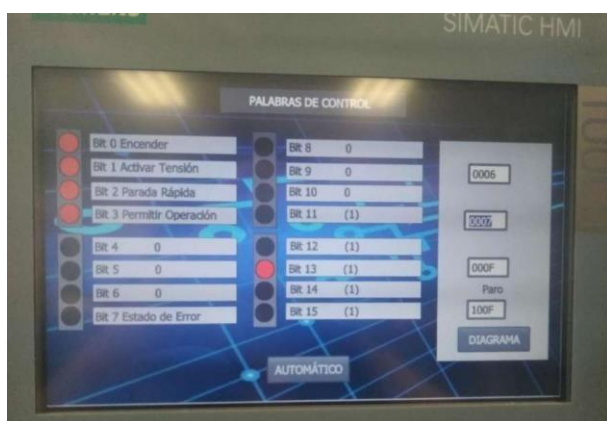 SIMATIC HMI
PALABRAS DE CONTROL
Bit 0 Encender
Bit 1 Activar Tensión
Bit 2 Parada Rápida
Bit 3 Permitir Operación
Bit 4 0
Bit 5 0
Bit 6 0
Bit 7 Estado de Error
Bit 8 0
Bit 9 0
Bit 10 0
Bit 11 (1)
Bit 12 (1)
Bit 13 (1)
Bit 14 (1)
Bit 15 (1)
0006
0007
000F
Paro
100F
DIAGRAMA
AUTOMÁTICO